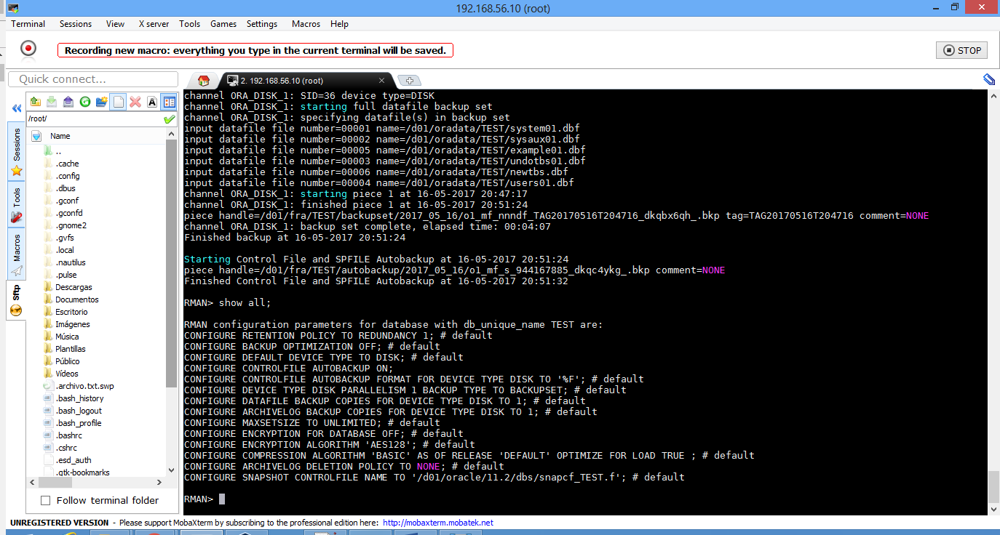 192.168.56.10 (root)
Terminal Sessions View X server Tools Games Settings Macros Help
Recording new macro: everything you type in the current terminal will be saved.
STOP
Quick connect...
2. 192.168.56.10 (root)
/root/
Name
..
.cache
.config
.dbus
.gconf
.gconfd
.gnome2
.gvfs
.local
.nautilus
.pulse
Descargas
Documentos
Escritorio
Imágenes
Música
Plantillas
Público
Vídeos
.archivo.txt.swp
.bash_history
.bash_logout
.bash_profile
.bashrc
.cshrc
.esd_auth
.gtk-bookmarks
Follow terminal folder
Sessions
Tools
Macros
Sftp
channel ORA_DISK_1: SID=36 device type=DISK
channel ORA_DISK_1: starting full datafile backup set
channel ORA_DISK_1: specifying datafile(s) in backup set
input datafile file number=00001 name=/d01/oradata/TEST/system01.dbf
input datafile file number=00002 name=/d01/oradata/TEST/sysaux01.dbf
input datafile file number=00005 name=/d01/oradata/TEST/example01.dbf
input datafile file number=00003 name=/d01/oradata/TEST/undotbs01.dbf
input datafile file number=00006 name=/d01/oradata/TEST/newtbs.dbf
input datafile file number=00004 name=/d01/oradata/TEST/users01.dbf
channel ORA_DISK_1: starting piece 1 at 16-05-2017 20:47:17
channel ORA_DISK_1: finished piece 1 at 16-05-2017 20:51:24
piece handle=/d01/fra/TEST/backupset/2017_05_16/o1_mf_nnndf_TAG20170516T204716_dkqbx6qh_.bkp tag=TAG20170516T204716 comment=NONE
channel ORA_DISK_1: backup set complete, elapsed time: 00:04:07
Finished backup at 16-05-2017 20:51:24
Starting Control File and SPFILE Autobackup at 16-05-2017 20:51:24
piece handle=/d01/fra/TEST/autobackup/2017_05_16/o1_mf_s_944167885_dkqc4ykg_.bkp comment=NONE
Finished Control File and SPFILE Autobackup at 16-05-2017 20:51:32
RMAN> show all;
RMAN configuration parameters for database with db_unique_name TEST are:
CONFIGURE RETENTION POLICY TO REDUNDANCY 1; # default
CONFIGURE BACKUP OPTIMIZATION OFF; # default
CONFIGURE DEFAULT DEVICE TYPE TO DISK; # default
CONFIGURE CONTROLFILE AUTOBACKUP ON;
CONFIGURE CONTROLFILE AUTOBACKUP FORMAT FOR DEVICE TYPE DISK TO '%F'; # default
CONFIGURE DEVICE TYPE DISK PARALLELISM 1 BACKUP TYPE TO BACKUPSET; # default
CONFIGURE DATAFILE BACKUP COPIES FOR DEVICE TYPE DISK TO 1; # default
CONFIGURE ARCHIVELOG BACKUP COPIES FOR DEVICE TYPE DISK TO 1; # default
CONFIGURE MAXSETSIZE TO UNLIMITED; # default
CONFIGURE ENCRYPTION FOR DATABASE OFF; # default
CONFIGURE ENCRYPTION ALGORITHM 'AES128'; # default
CONFIGURE COMPRESSION ALGORITHM 'BASIC' AS OF RELEASE 'DEFAULT' OPTIMIZE FOR LOAD TRUE ; # default
CONFIGURE ARCHIVELOG DELETION POLICY TO NONE; # default
CONFIGURE SNAPSHOT CONTROLFILE NAME TO '/d01/oracle/11.2/dbs/snapcf_TEST.f'; # default
RMAN>
UNREGISTERED VERSION - Please support MobaXterm by subscribing to the professional edition here: http://mobaxterm.mobatek.net